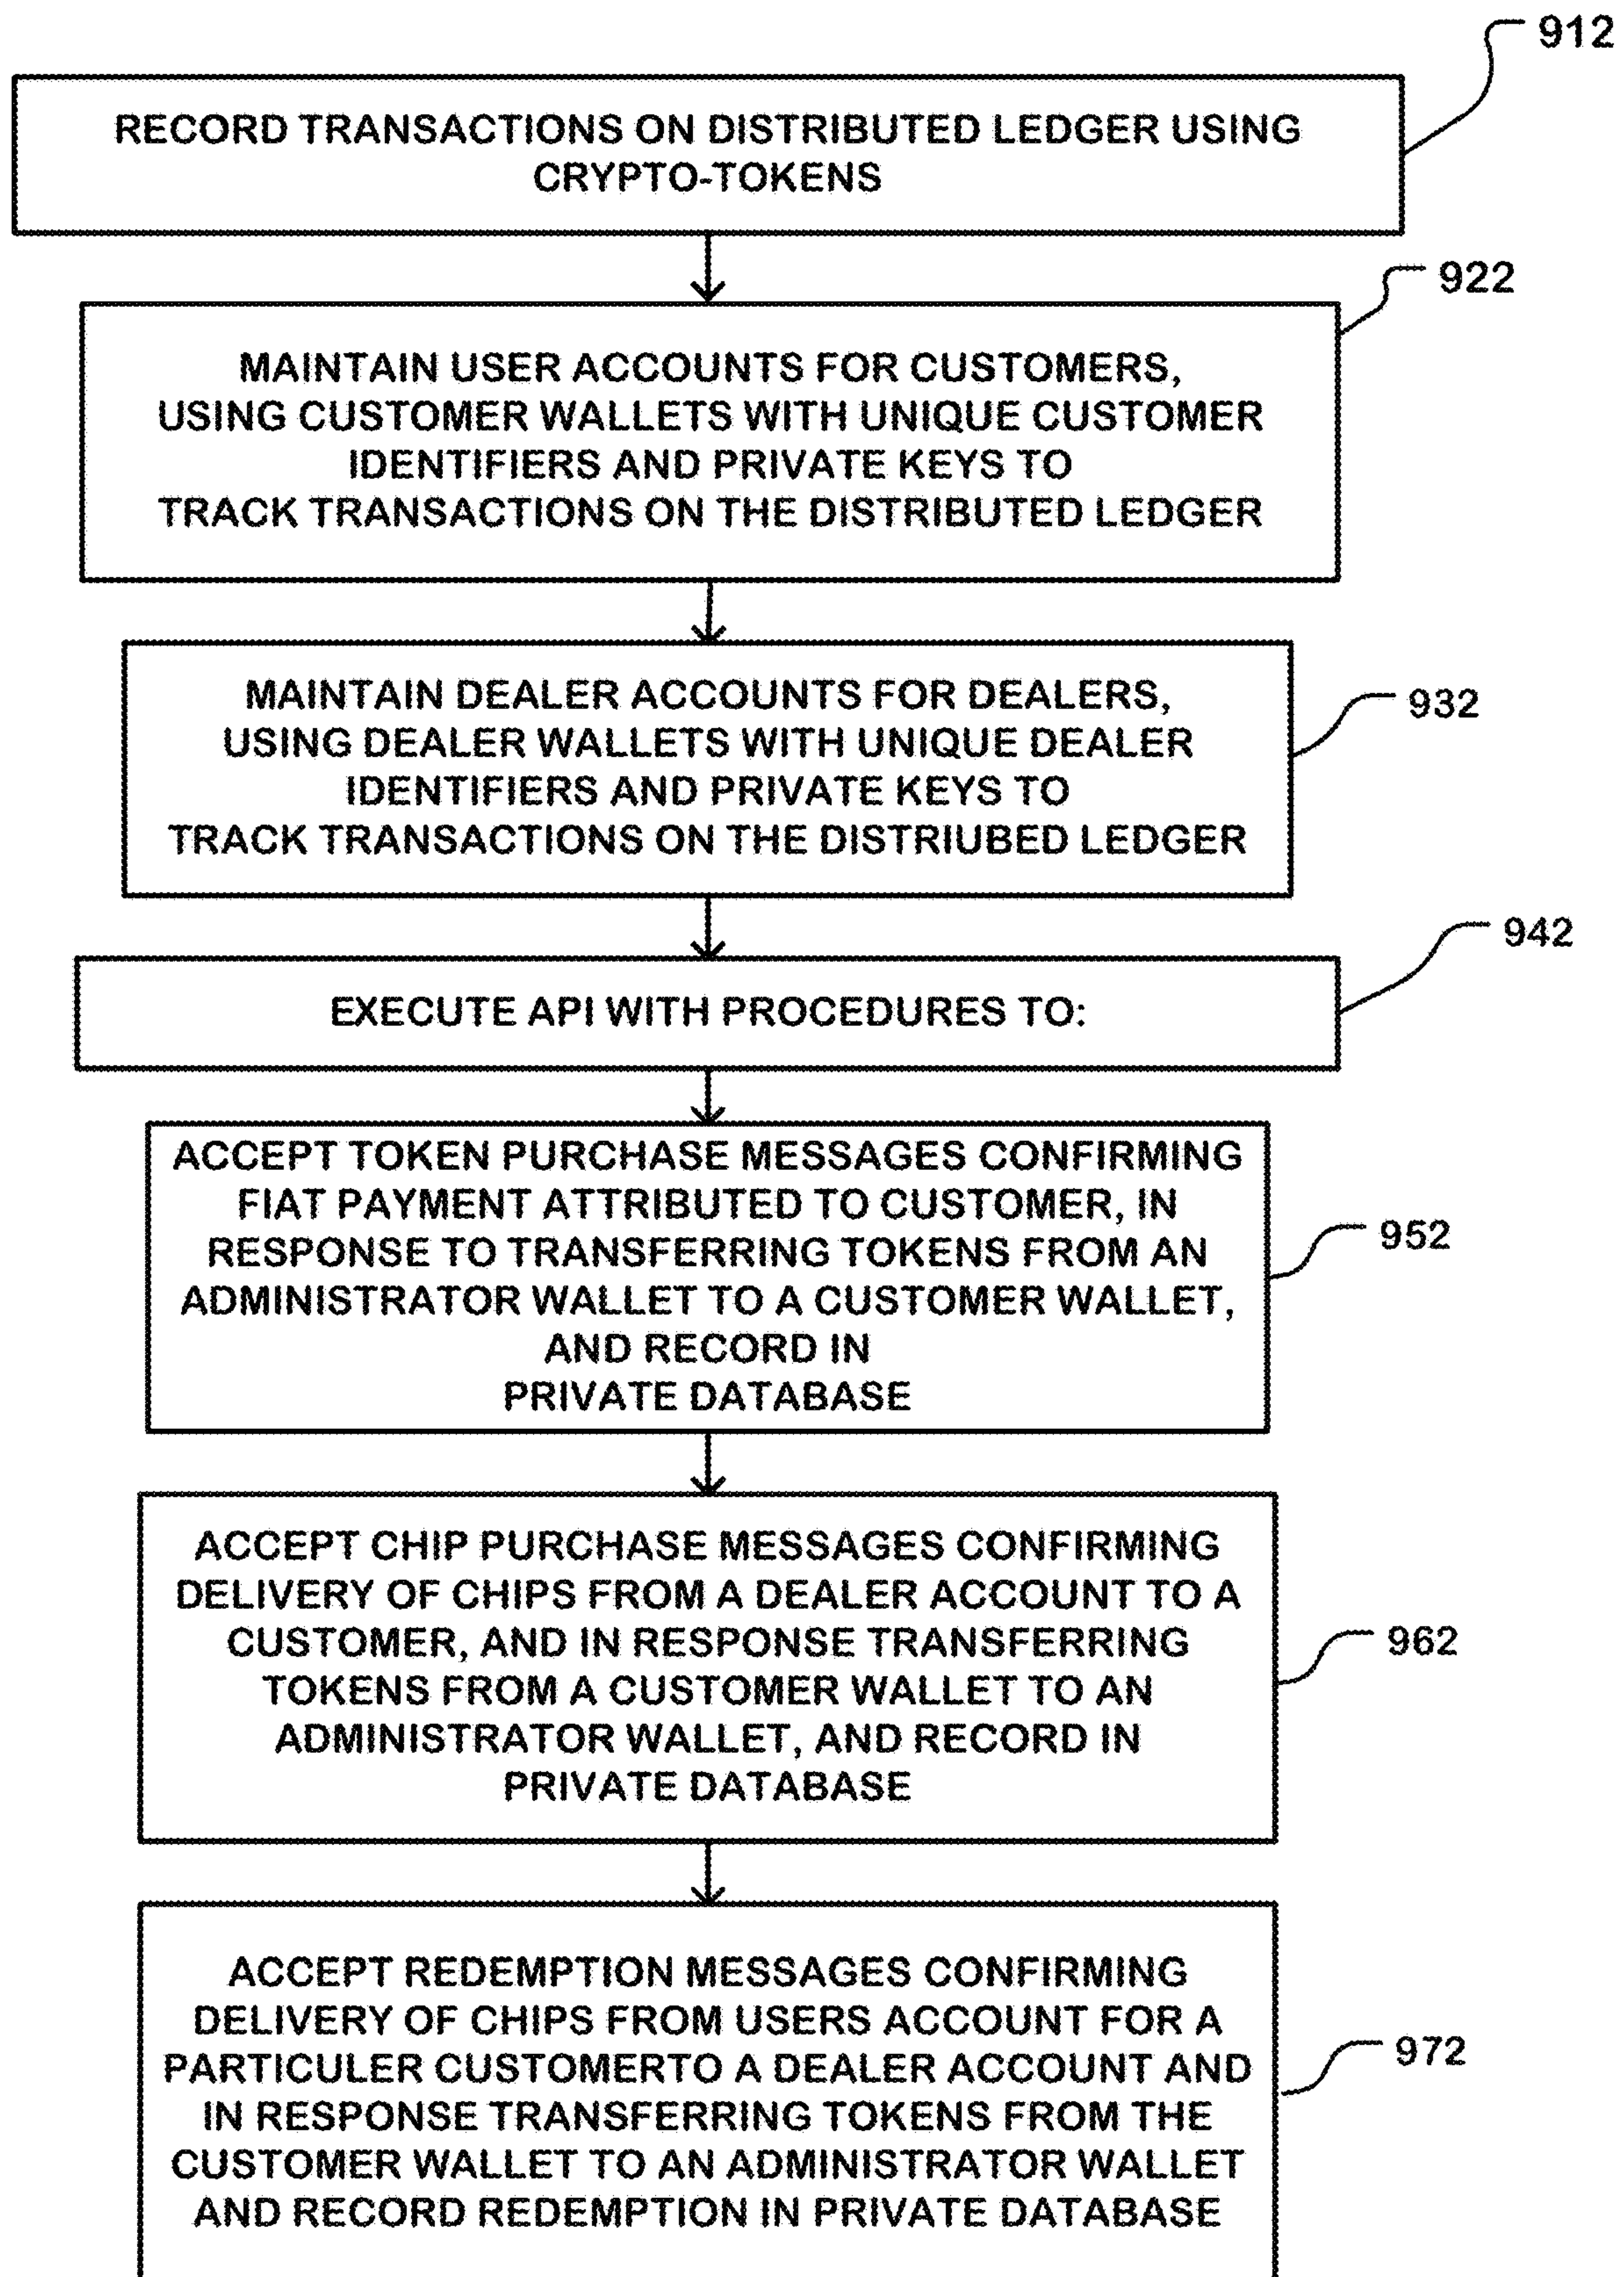 912
RECORD TRANSACTIONS ON DISTRIBUTED LEDGER USING
CRYPTO-TOKENS
922
MAINTAIN USER ACCOUNTS FOR CUSTOMERS,
USING CUSTOMER WALLETS WITH UNIQUE CUSTOMER
IDENTIFIERS AND PRIVATE KEYS TO
TRACK TRANSACTIONS ON THE DISTRIBUTED LEDGER
MAINTAIN DEALER ACCOUNTS FOR DEALERS,
USING DEALER WALLETS WITH UNIQUE DEALER
IDENTIFIERS AND PRIVATE KEYS TO
TRACK TRANSACTIONS ON THE DISTRIUBED LEDGER
932
942
EXECUTE API WITH PROCEDURES TO:
ACCEPT TOKEN PURCHASE MESSAGES CONFIRMING
FIAT PAYMENT ATTRIBUTED TO CUSTOMER, IN
RESPONSE TO TRANSFERRING TOKENS FROM AN
ADMINISTRATOR WALLET TO A CUSTOMER WALLET,
AND RECORD IN
PRIVATE DATABASE
952
ACCEPT CHIP PURCHASE MESSAGES CONFIRMING
DELIVERY OF CHIPS FROM A DEALER ACCOUNT TO A
CUSTOMER, AND IN RESPONSE TRANSFERRING
TOKENS FROM A CUSTOMER WALLET TO AN
ADMINISTRATOR WALLET, AND RECORD IN
PRIVATE DATABASE
962
ACCEPT REDEMPTION MESSAGES CONFIRMING
DELIVERY OF CHIPS FROM USERS ACCOUNT FOR A
PARTICULER CUSTOMERTO A DEALER ACCOUNT AND
IN RESPONSE TRANSFERRING TOKENS FROM THE
CUSTOMER WALLET TO AN ADMINISTRATOR WALLET
AND RECORD REDEMPTION IN PRIVATE DATABASE
972